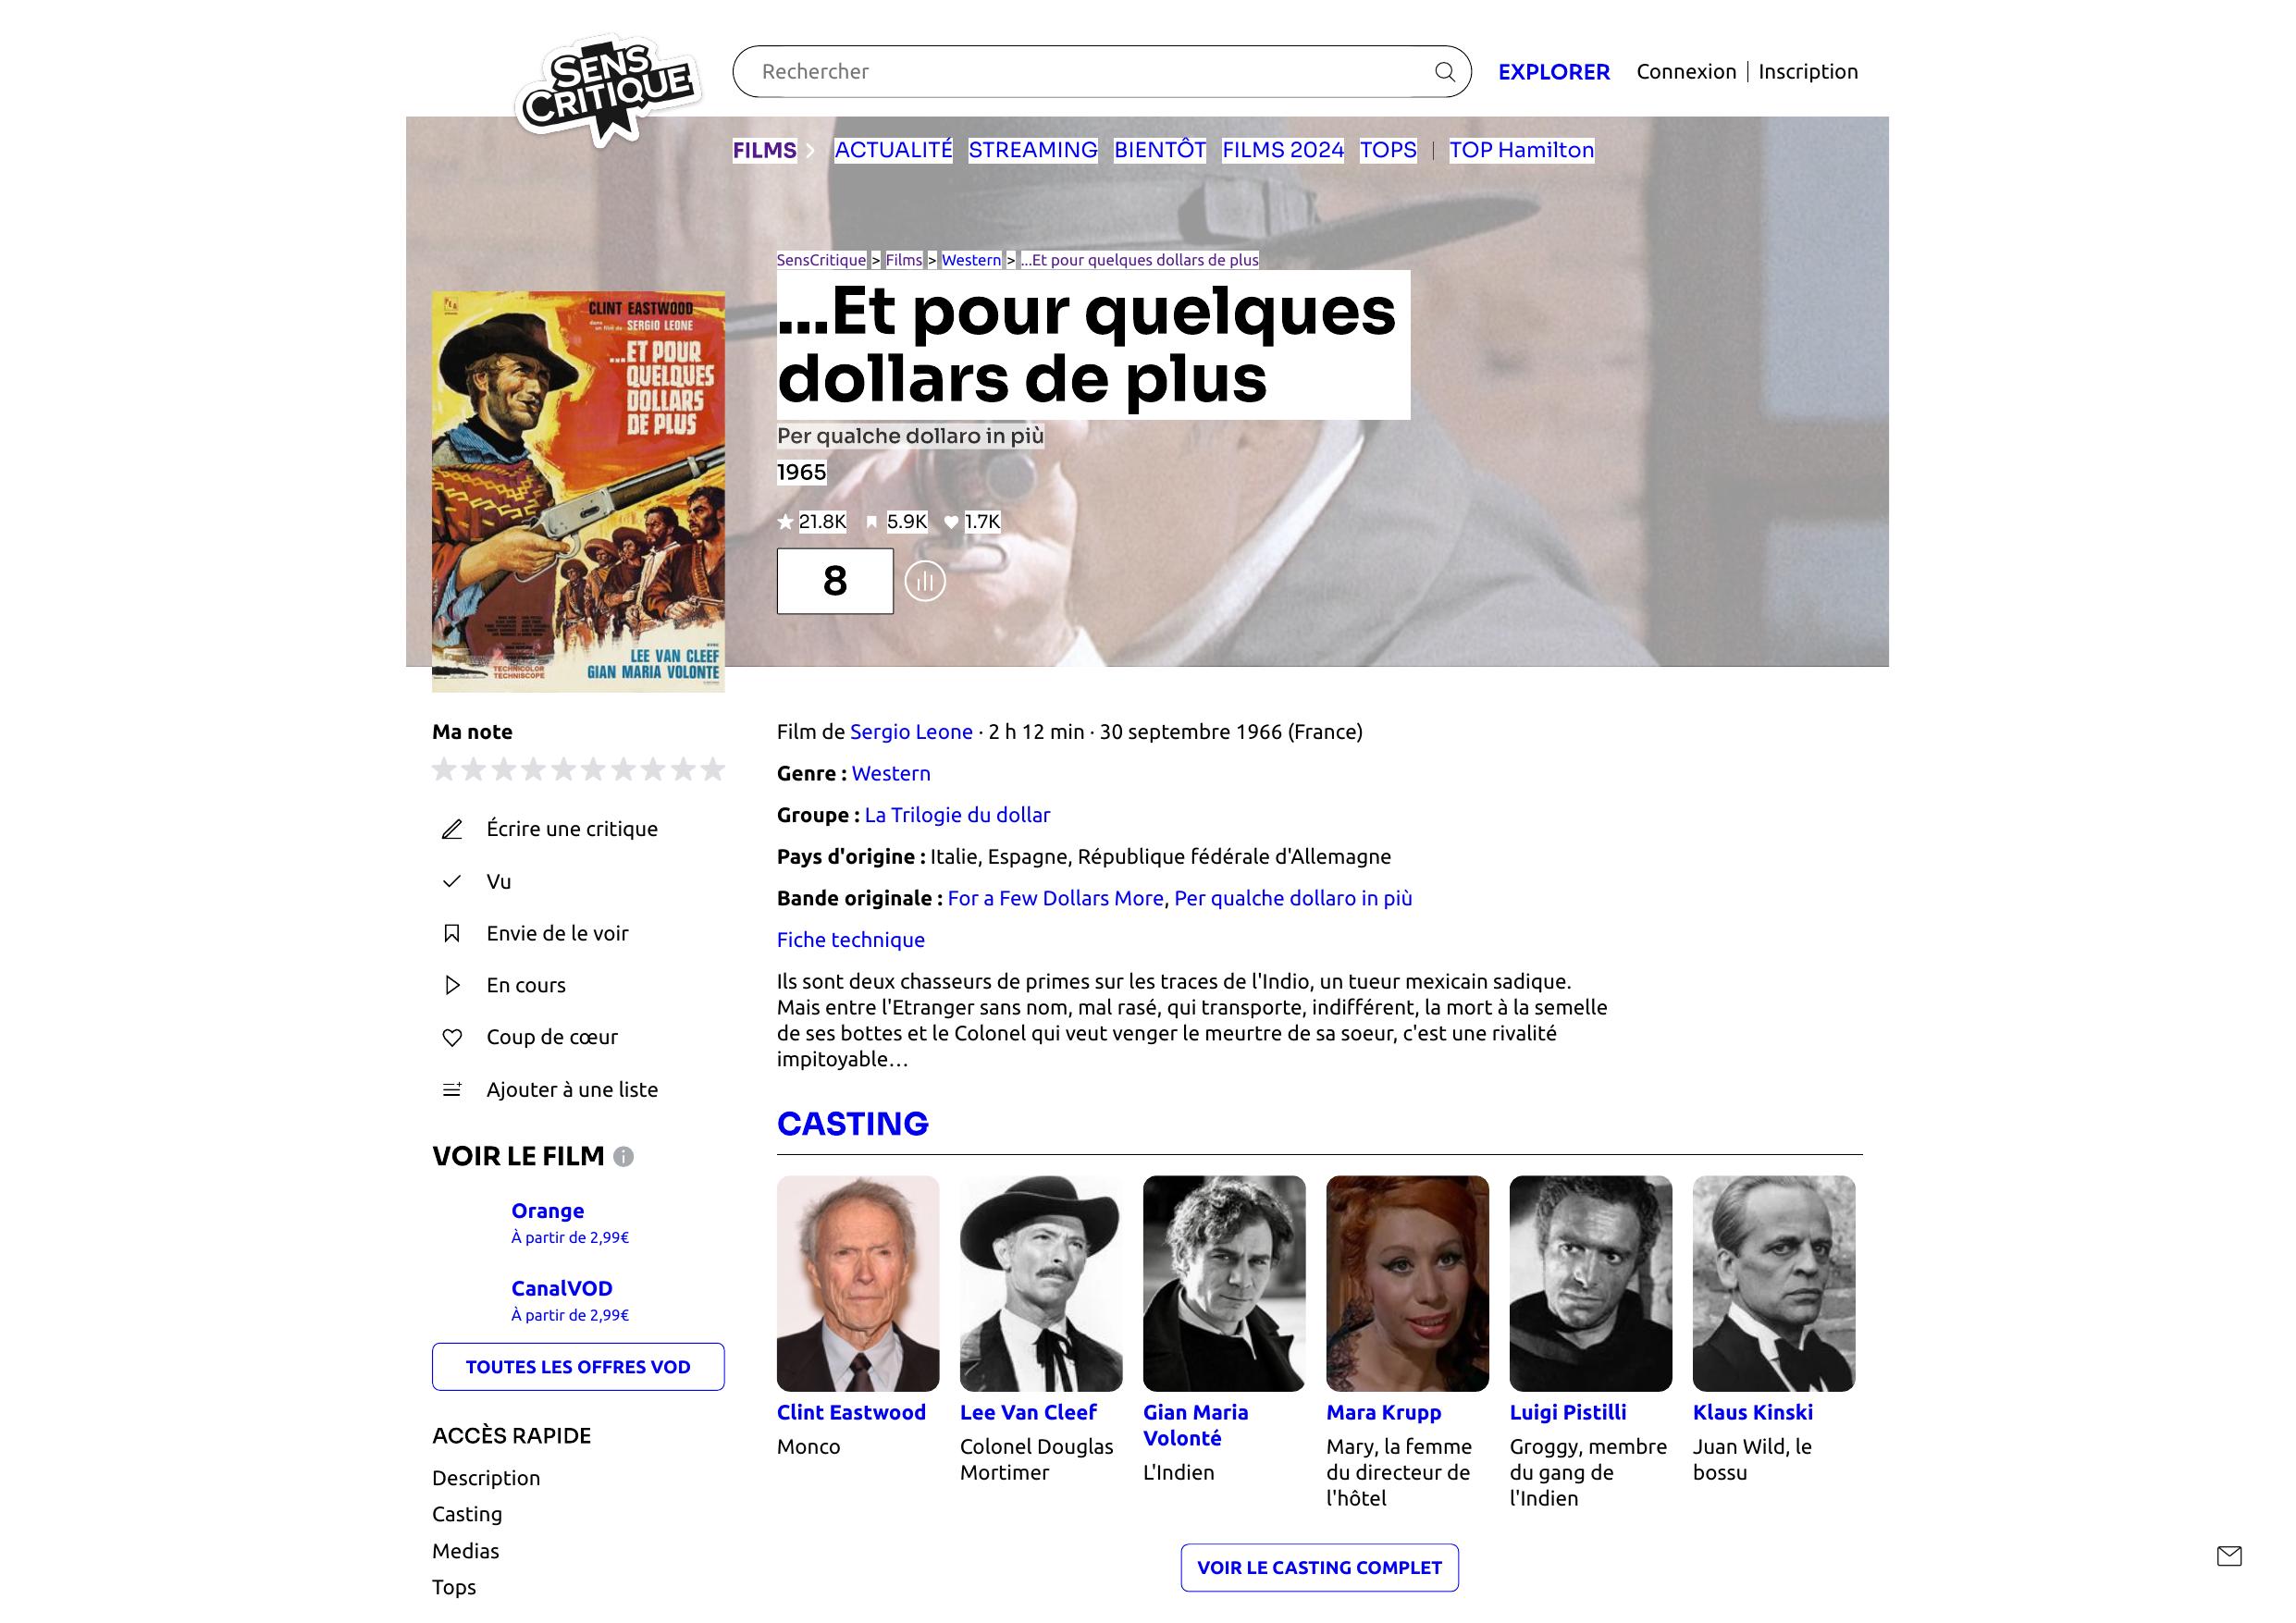 SENS
CRITIQUE
Rechercher
EXPLORER
Connexion
Inscription
FILMS
ACTUALITÉ
STREAMING
BIENTÔT
FILMS 2024
TOPS
TOP Hamilton
SensCritique > Films > Western > ...Et pour quelques dollars de plus
...Et pour quelques
dollars de plus
Per qualche dollaro in più
1965
21.8K
5.9K
1.7K
8
CLINT EASTWOOD
dans
un film de SERGIO LEONE
...ET POUR
QUELQUES
DOLLARS
DE PLUS
AVEC
LEE VAN CLEEF
GIAN MARIA VOLONTE
TECHNICOLOR
TECHNISCOPE
Ma note
Écrire une critique
Vu
Envie de le voir
En cours
Coup de cœur
Ajouter à une liste
VOIR LE FILM
Orange
À partir de 2,99€
CanalVOD
À partir de 2,99€
TOUTES LES OFFRES VOD
ACCÈS RAPIDE
Description
Casting
Medias
Tops
Film de Sergio Leone · 2 h 12 min · 30 septembre 1966 (France)
Genre : Western
Groupe : La Trilogie du dollar
Pays d'origine : Italie, Espagne, République fédérale d'Allemagne
Bande originale : For a Few Dollars More, Per qualche dollaro in più
Fiche technique
Ils sont deux chasseurs de primes sur les traces de l'Indio, un tueur mexicain sadique.
Mais entre l'Etranger sans nom, mal rasé, qui transporte, indifférent, la mort à la semelle
de ses bottes et le Colonel qui veut venger le meurtre de sa soeur, c'est une rivalité
impitoyable…
CASTING
Clint Eastwood
Monco
Lee Van Cleef
Colonel Douglas
Mortimer
Gian Maria
Volonté
L'Indien
Mara Krupp
Mary, la femme
du directeur de
l'hôtel
Luigi Pistilli
Groggy, membre
du gang de
l'Indien
Klaus Kinski
Juan Wild, le
bossu
VOIR LE CASTING COMPLET